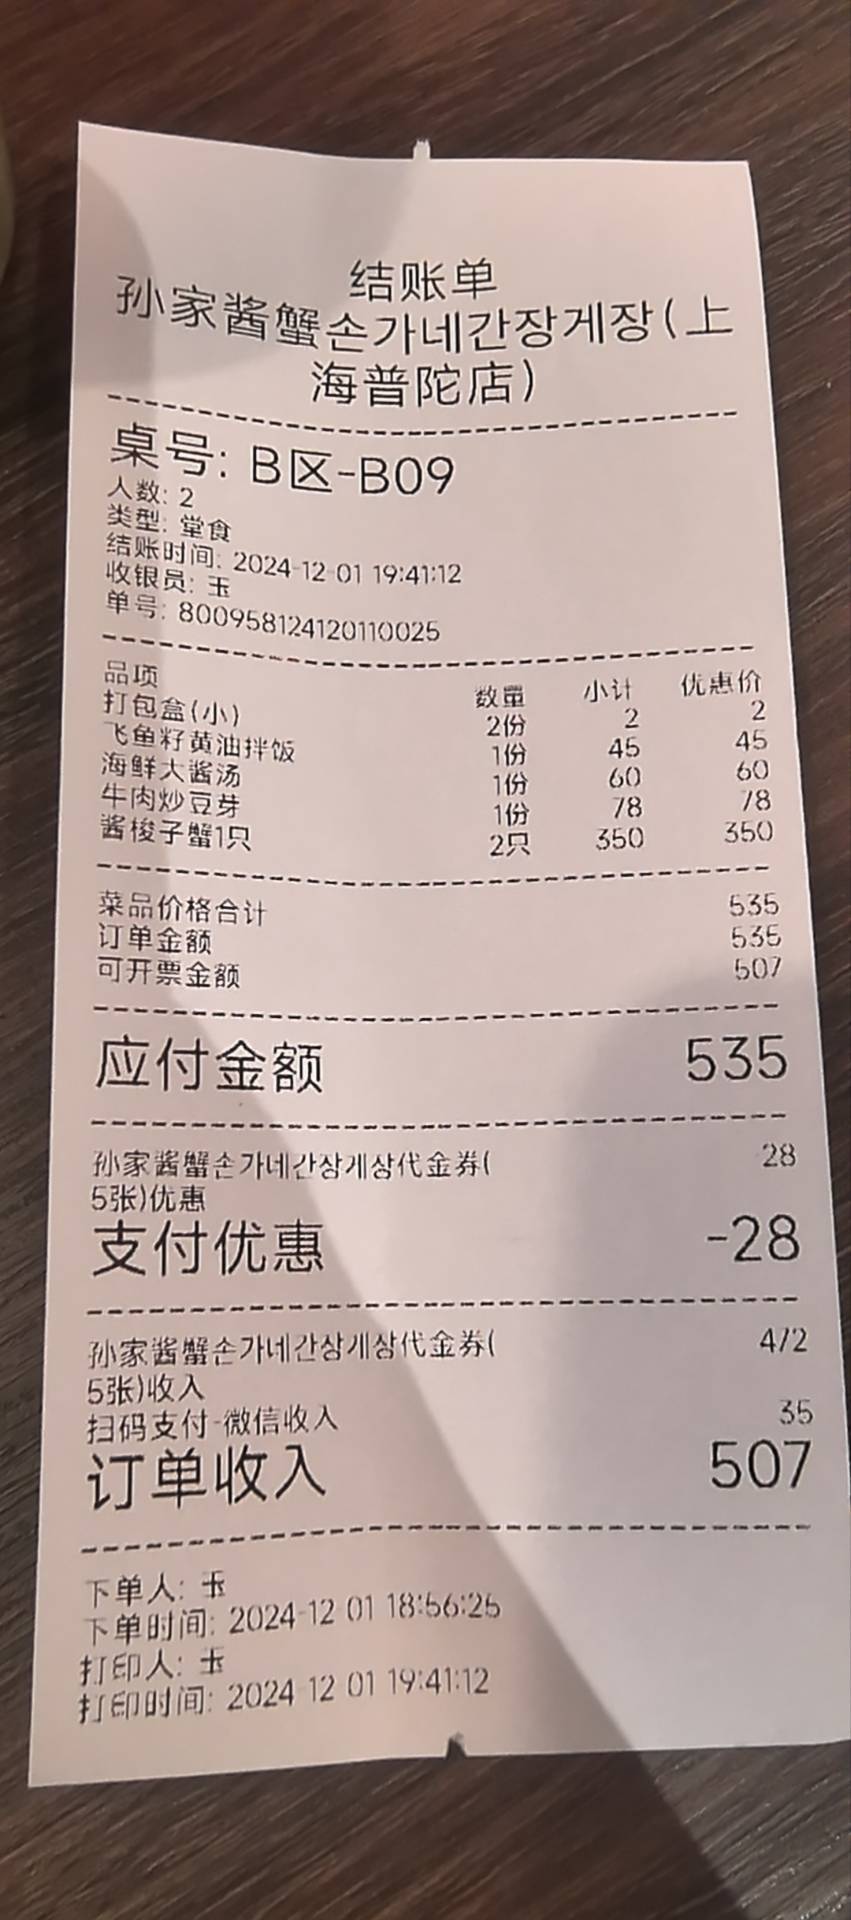 结账单
孙家酱蟹손가네간장게장(上
海普陀店)
桌号: B区-B09
人数: 2
类型: 堂食
结账时间: 2024-12-01 19:41:12
收银员: 玉
单号: 800958124120110025
品项 数量 小计 优惠价
打包盒(小) 2份 2 2
飞鱼籽黄油拌饭 1份 45 45
海鲜大酱汤 1份 60 60
牛肉炒豆芽 1份 78 78
酱梭子蟹1只 2只 350 350
菜品价格合计 535
订单金额 535
可开票金额 507
应付金额 535
孙家酱蟹손가네간장게장代金券( 28
5张)优惠
支付优惠 -28
孙家酱蟹손가네간장게장代金券( 472
5张)收入
扫码支付-微信收入 35
订单收入 507
下单人: 玉
下单时间: 2024-12-01 18:56:25
打印人: 玉
打印时间: 2024-12-01 19:41:12